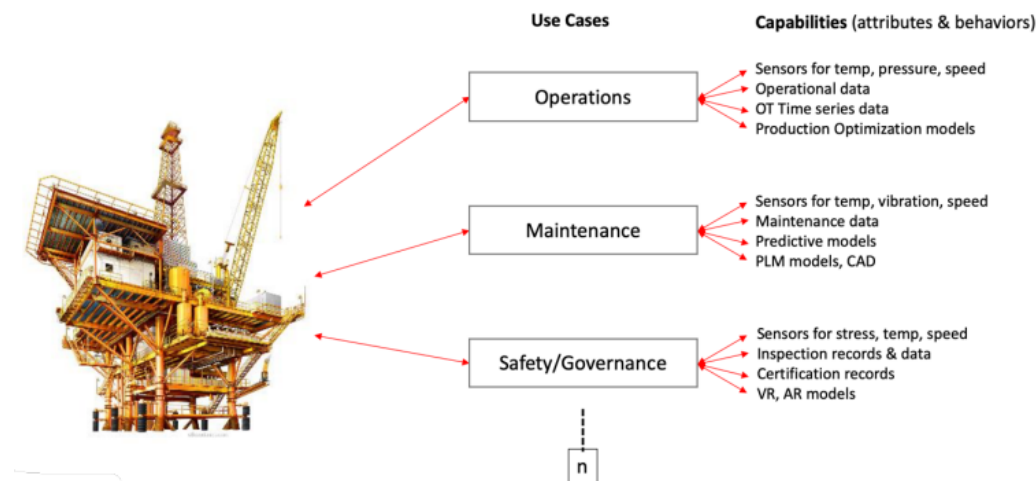 Use Cases
Capabilities (attributes & behaviors)
Operations
Sensors for temp, pressure, speed
Operational data
OT Time series data
Production Optimization models
Maintenance
Sensors for temp, vibration, speed
Maintenance data
Predictive models
PLM models, CAD
Safety/Governance
Sensors for stress, temp, speed
Inspection records & data
Certification records
VR, AR models
n